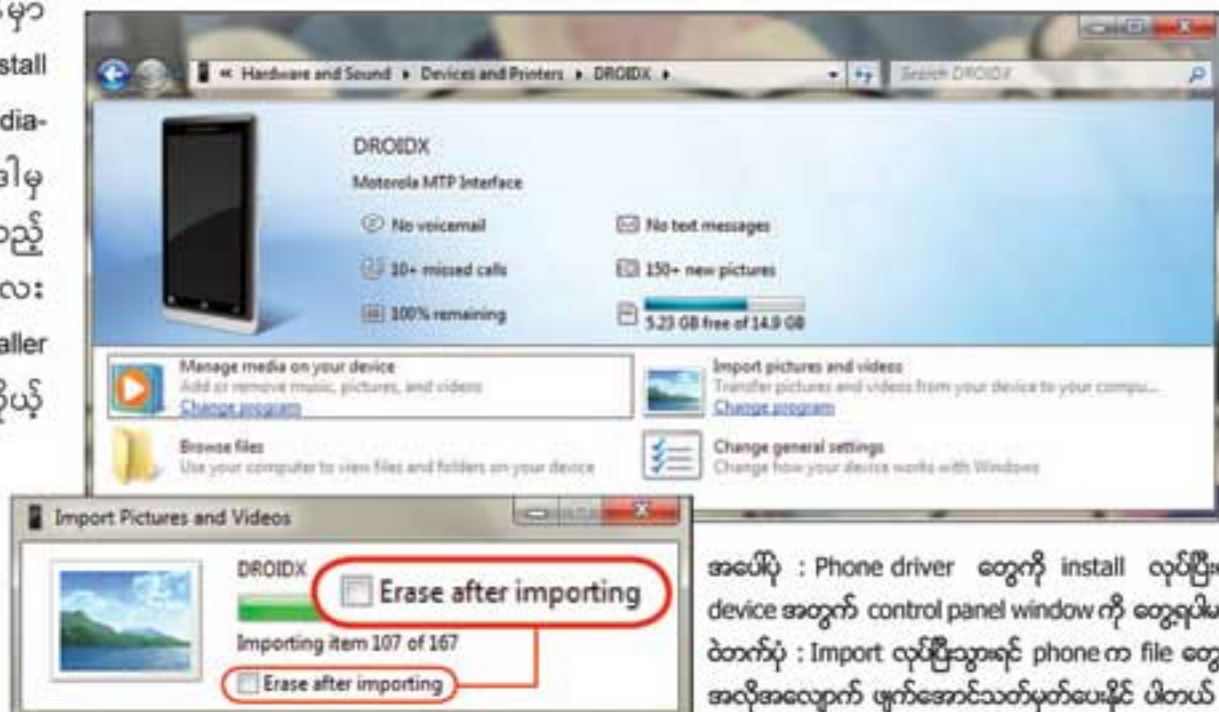 stall
dia-
aller
« Hardware and Sound ▸ Devices and Printers ▸ DROIDX ▸
Search DROIDX
DROIDX
Motorola MTP Interface
No voicemail
No text messages
10+ missed calls
150+ new pictures
100% remaining
5.23 GB free of 14.9 GB
Manage media on your device
Add or remove music, pictures, and videos
Change program
Import pictures and videos
Transfer pictures and videos from your device to your compu...
Change program
Browse files
Use your computer to view files and folders on your device
Change general settings
Change how your device works with Windows
Import Pictures and Videos
DROIDX
Erase after importing
Importing item 107 of 167
Erase after importing
အပေါ်ပုံ : Phone driver တွေကို install လုပ်ပြီး
device အတွက် control panel window ကို တွေ့ရပါမ
ဝဲဘက်ပုံ : Import လုပ်ပြီးသွားရင် phone က file တွေ
အလိုအလျောက် ဖျက်အောင်သတ်မှတ်ပေးနိုင် ပါတယ်